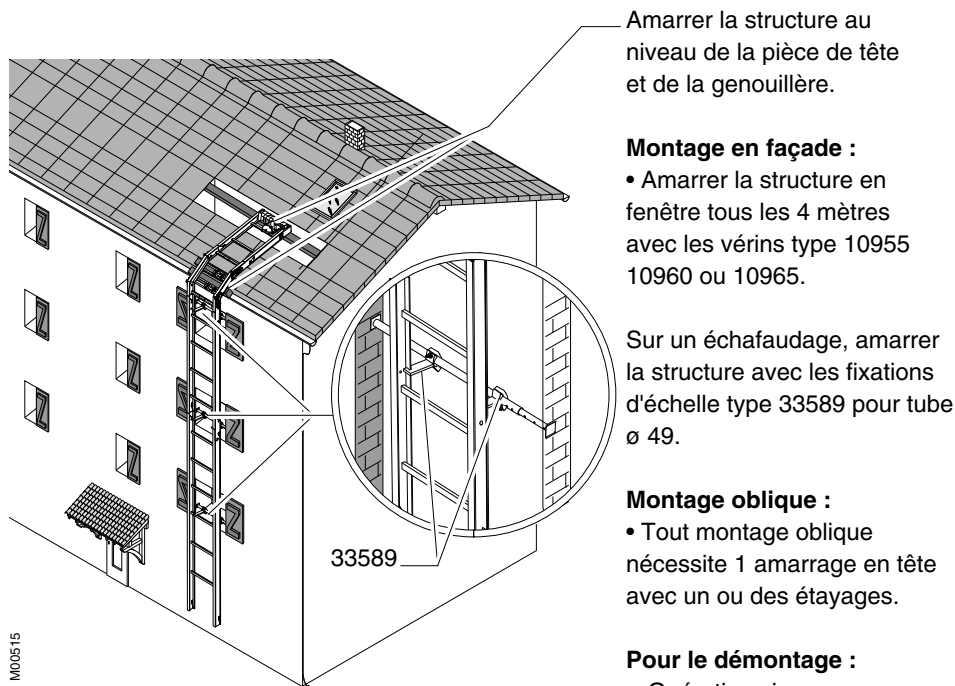 Amarrer la structure au
niveau de la pièce de tête
et de la genouillère.
Montage en façade :
• Amarrer la structure en
fenêtre tous les 4 mètres
avec les vérins type 10955
10960 ou 10965.
Sur un échafaudage, amarrer
la structure avec les fixations
d'échelle type 33589 pour tube
ø 49.
Montage oblique :
• Tout montage oblique
nécessite 1 amarrage en tête
avec un ou des étayages.
Pour le démontage :
33589
M00515